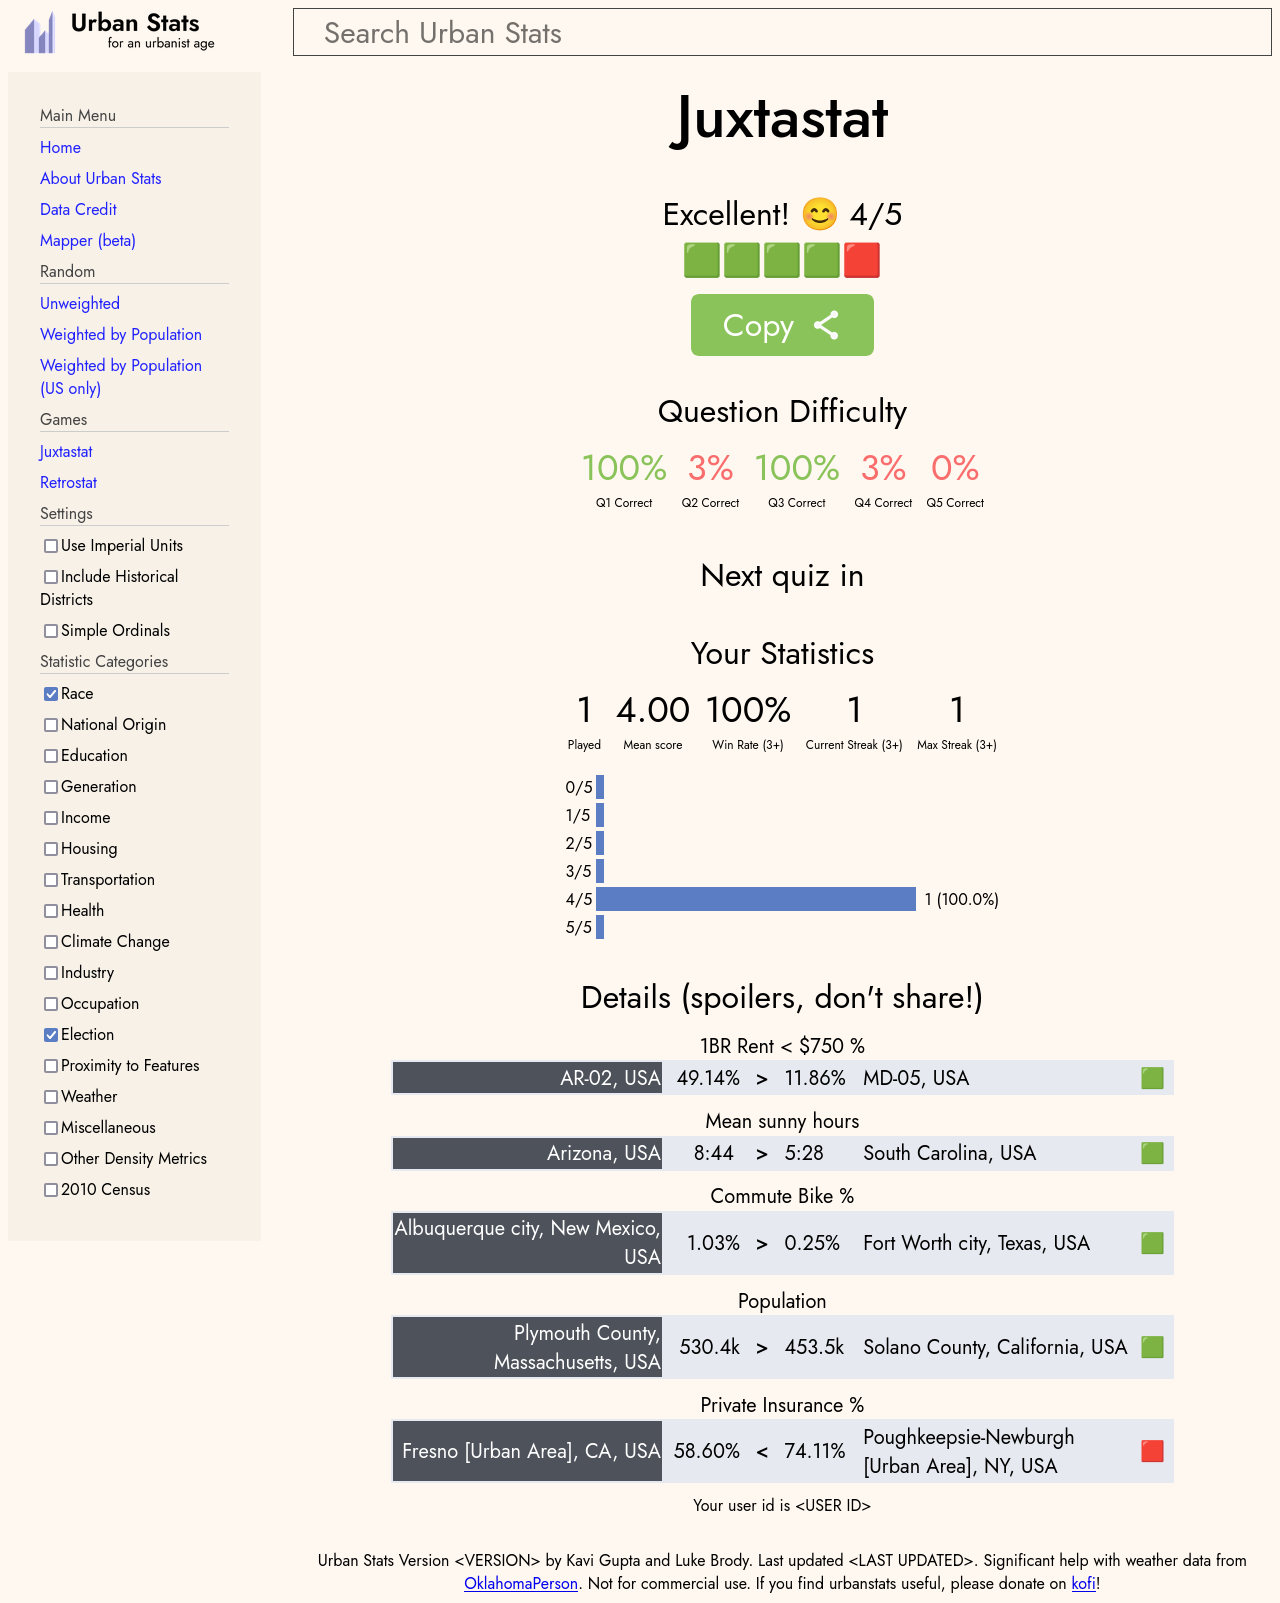 Urban Stats
for an urbanist age
Search Urban Stats
Main Menu
Home
About Urban Stats
Data Credit
Mapper (beta)
Random
Unweighted
Weighted by Population
Weighted by Population
(US only)
Games
Juxtastat
Retrostat
Settings
Use Imperial Units
Include Historical
Districts
Simple Ordinals
Statistic Categories
Race
National Origin
Education
Generation
Income
Housing
Transportation
Health
Climate Change
Industry
Occupation
Election
Proximity to Features
Weather
Miscellaneous
Other Density Metrics
2010 Census
Juxtastat
Excellent! 😊 4/5
🟩🟩🟩🟩🟥
Copy
Question Difficulty
100% 3% 100% 3% 0%
Q1 Correct Q2 Correct Q3 Correct Q4 Correct Q5 Correct
Next quiz in
Your Statistics
1 4.00 100% 1 1
Played Mean score Win Rate (3+) Current Streak (3+) Max Streak (3+)
0/5
1/5
2/5
3/5
4/5 1 (100.0%)
5/5
Details (spoilers, don't share!)
1BR Rent < $750 %
AR-02, USA 49.14% > 11.86% MD-05, USA 🟩
Mean sunny hours
Arizona, USA 8:44 > 5:28 South Carolina, USA 🟩
Commute Bike %
Albuquerque city, New Mexico,
USA 1.03% > 0.25% Fort Worth city, Texas, USA 🟩
Population
Plymouth County,
Massachusetts, USA 530.4k > 453.5k Solano County, California, USA 🟩
Private Insurance %
Fresno [Urban Area], CA, USA 58.60% < 74.11% Poughkeepsie-Newburgh
[Urban Area], NY, USA 🟥
Your user id is <USER ID>
Urban Stats Version <VERSION> by Kavi Gupta and Luke Brody. Last updated <LAST UPDATED>. Significant help with weather data from
OklahomaPerson. Not for commercial use. If you find urbanstats useful, please donate on kofi!